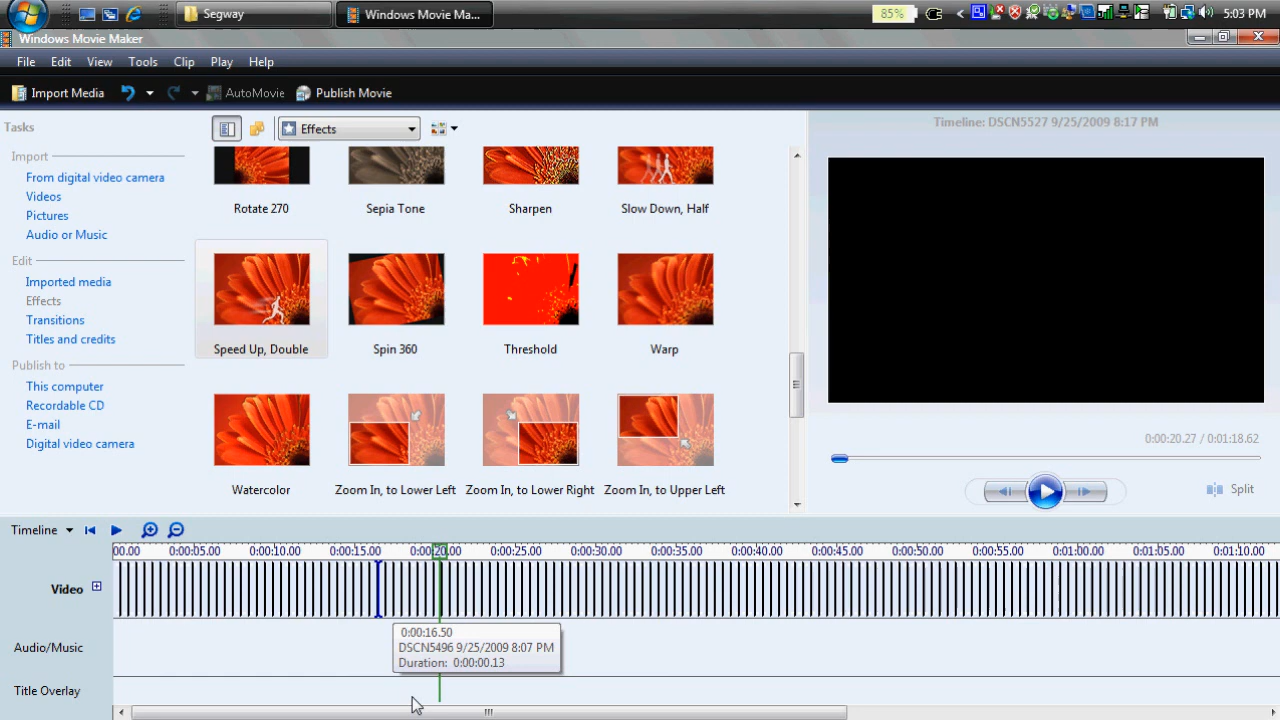 Segway
Windows Movie Ma...
85%
5:03 PM
Windows Movie Maker
File Edit View Tools Clip Play Help
Import Media AutoMovie Publish Movie
Tasks
Import
From digital video camera
Videos
Pictures
Audio or Music
Edit
Imported media
Effects
Transitions
Titles and credits
Publish to
This computer
Recordable CD
E-mail
Digital video camera
Effects
Rotate 270 Sepia Tone Sharpen Slow Down, Half
Speed Up, Double Spin 360 Threshold Warp
Watercolor Zoom In, to Lower Left Zoom In, to Lower Right Zoom In, to Upper Left
Timeline: DSCN5527 9/25/2009 8:17 PM
0:00:20.27 / 0:01:18.62
Split
Timeline
00.00 0:00:05.00 0:00:10.00 0:00:15.00 0:00:20.00 0:00:25.00 0:00:30.00 0:00:35.00 0:00:40.00 0:00:45.00 0:00:50.00 0:00:55.00 0:01:00.00 0:01:05.00 0:01:10.00
Video
0:00:16.50
DSCN5496 9/25/2009 8:07 PM
Duration: 0:00:00.13
Audio/Music
Title Overlay